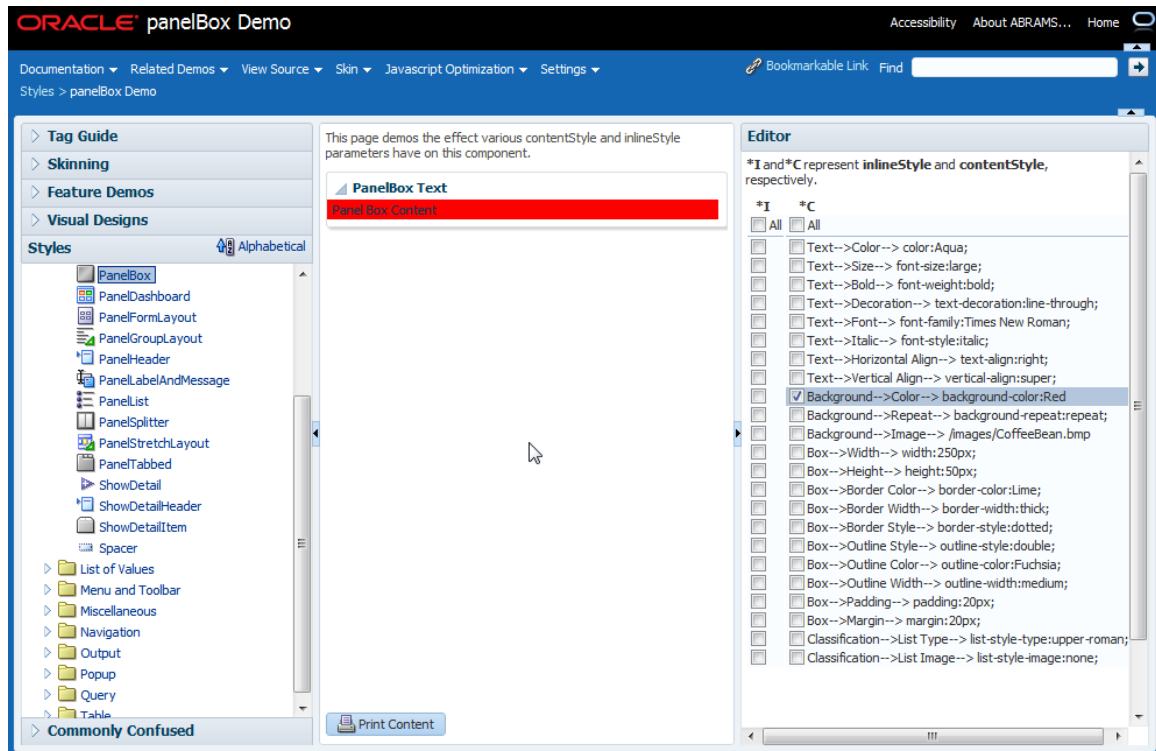 ORACLE panelBox Demo
Accessibility About ABRAMS... Home
Documentation Related Demos View Source Skin Javascript Optimization Settings
Bookmarkable Link Find
Styles > panelBox Demo
Tag Guide
Skinning
Feature Demos
Visual Designs
Styles Alphabetical
PanelBox
PanelDashboard
PanelFormLayout
PanelGroupLayout
PanelHeader
PanelLabelAndMessage
PanelList
PanelSplitter
PanelStretchLayout
PanelTabbed
ShowDetail
ShowDetailHeader
ShowDetailItem
Spacer
List of Values
Menu and Toolbar
Miscellaneous
Navigation
Output
Popup
Query
Table
Commonly Confused
This page demos the effect various contentStyle and inlineStyle
parameters have on this component.
PanelBox Text
Panel Box Content
Print Content
Editor
*I and *C represent inlineStyle and contentStyle,
respectively.
*I *C
All All
Text-->Color--> color:Aqua;
Text-->Size--> font-size:large;
Text-->Bold--> font-weight:bold;
Text-->Decoration--> text-decoration:line-through;
Text-->Font--> font-family:Times New Roman;
Text-->Italic--> font-style:italic;
Text-->Horizontal Align--> text-align:right;
Text-->Vertical Align--> vertical-align:super;
Background-->Color--> background-color:Red
Background-->Repeat--> background-repeat:repeat;
Background-->Image--> /images/CoffeeBean.bmp
Box-->Width--> width:250px;
Box-->Height--> height:50px;
Box-->Border Color--> border-color:Lime;
Box-->Border Width--> border-width:thick;
Box-->Border Style--> border-style:dotted;
Box-->Outline Style--> outline-style:double;
Box-->Outline Color--> outline-color:Fuchsia;
Box-->Outline Width--> outline-width:medium;
Box-->Padding--> padding:20px;
Box-->Margin--> margin:20px;
Classification-->List Type--> list-style-type:upper-roman;
Classification-->List Image--> list-style-image:none;